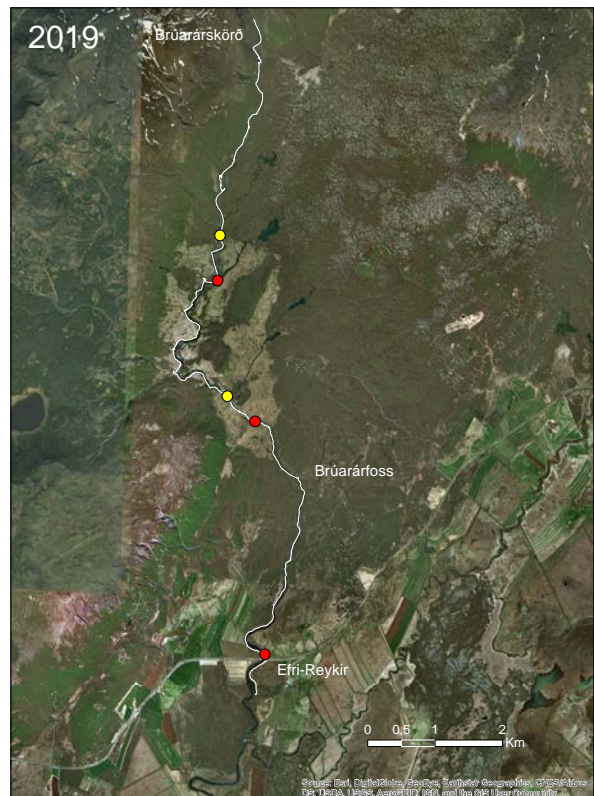 2019
Brúarárskörð
Brúarárfoss
Efri-Reykir
0 0,5 1 2
Km
Source: Esri, DigitalGlobe, GeoEye, Earthstar Geographics, CNES/Airbus
DS, USDA, USGS, AeroGRID, IGN, and the GIS User Community